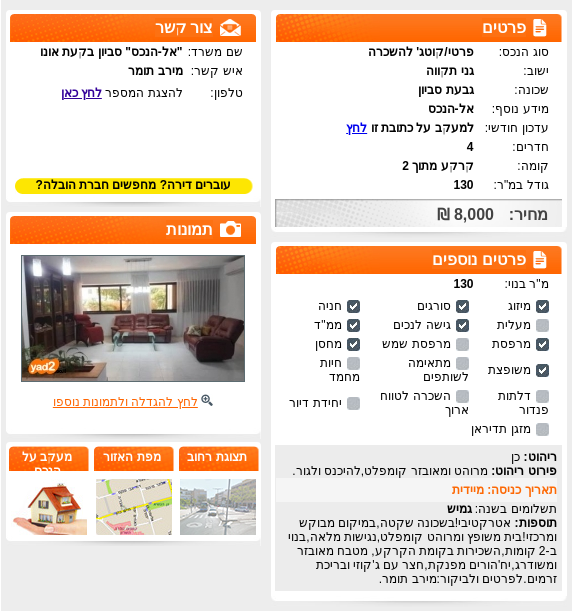 פרטים
סוג הנכס: פרטי/קוטג' להשכרה
ישוב: גני תקווה
שכונה: גבעת סביון
מידע נוסף: אל-הנכס
עדכון חודשי: למעקב על כתובת זו לחץ
חדרים: 4
קומה: קרקע מתוך 2
גודל במ"ר: 130
מחיר: 8,000 ₪
פרטים נוספים
מ"ר בנוי: 130
מיזוג סורגים חניה
מעלית גישה לנכים ממ"ד
מרפסת מרפסת שמש מחסן
משופצת מתאימה לשותפים חיות מחמד
דלתות פנדור השכרה לטווח ארוך יחידת דיור
מזגן תדיראן
ריהוט: כן
פירוט ריהוט: מרוהט ומאובזר קומפלט,להיכנס ולגור.
תאריך כניסה: מיידית
תשלומים בשנה: גמיש
תוספות: אטרקטיבי!בשכונה שקטה,במיקום מבוקש
ומרכזי!בית משופץ ומרוהט קומפלט,נגישות מלאה,בנוי
ב-2 קומות,השכירות בקומת הקרקע, מטבח מאובזר
ומשודרג,יח'הורים מפנקת,חצר עם ג'קוזי ובריכת
זרמים.לפרטים ולביקור:מירב תומר.
צור קשר
שם משרד: "אל-הנכס" סביון בקעת אונו
איש קשר: מירב תומר
טלפון: להצגת המספר לחץ כאן
עוברים דירה? מחפשים חברת הובלה?
תמונות
yad2
לחץ להגדלה ולתמונות נוספו
תצוגת רחוב
מפת האזור
מעקב על
הנכס